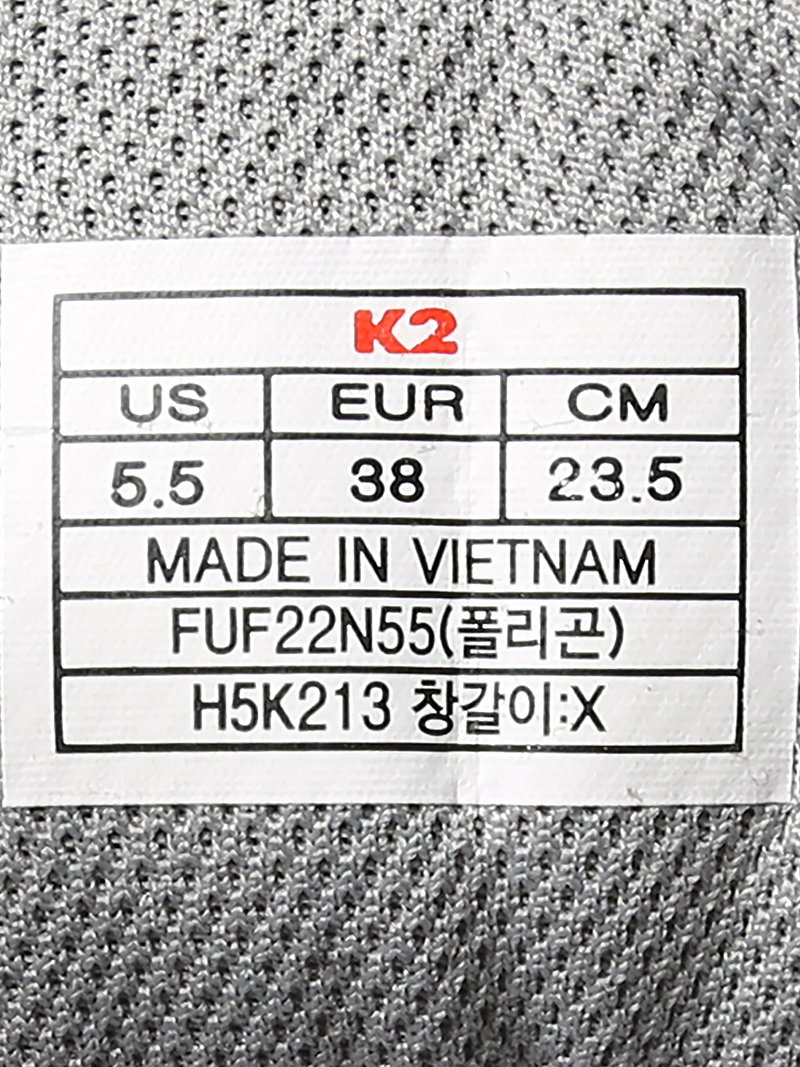 K2
US EUR CM
5.5 38 23.5
MADE IN VIETNAM
FUF22N55(폴리곤)
H5K213 창갈이:X